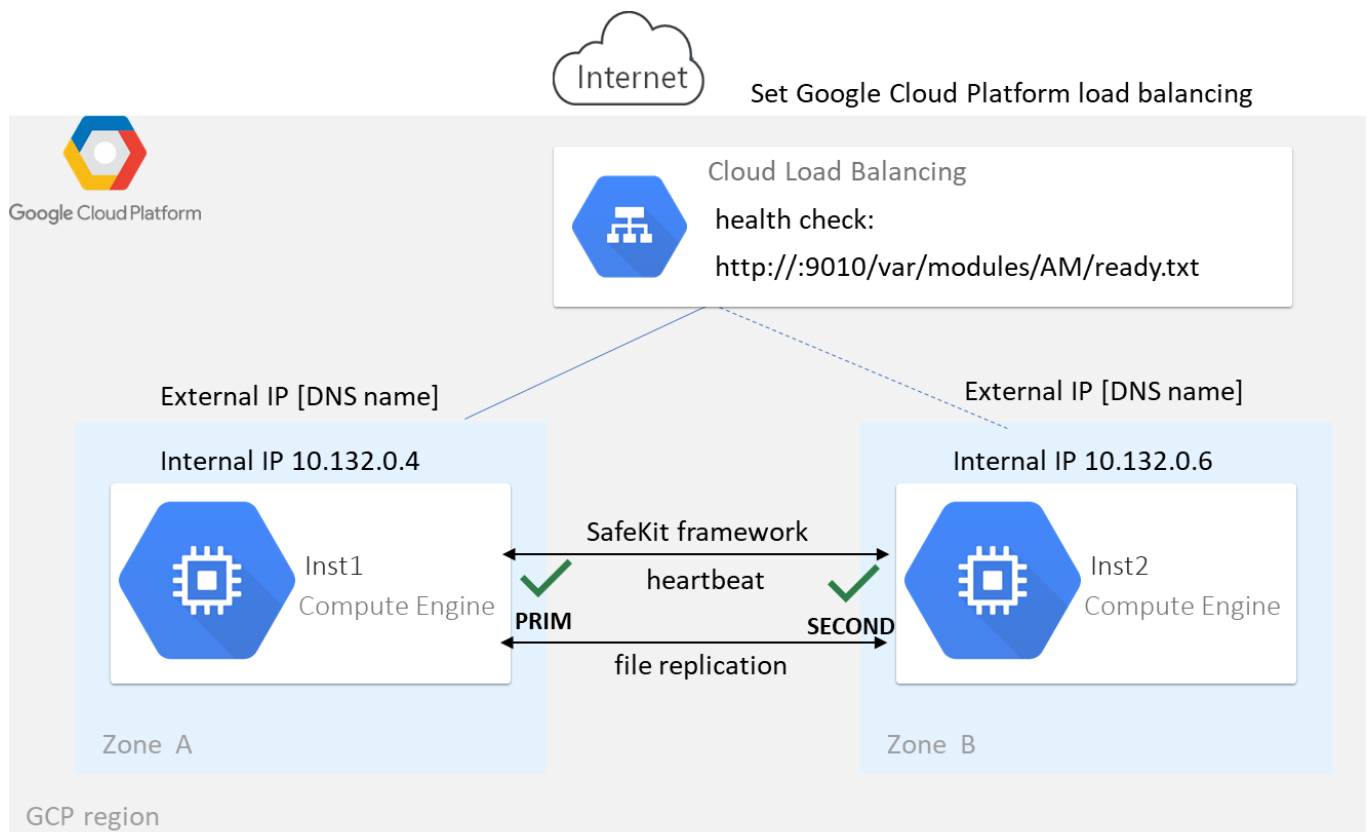 Internet
Set Google Cloud Platform load balancing
Google Cloud Platform
Cloud Load Balancing
health check:
http://:9010/var/modules/AM/ready.txt
External IP [DNS name]
External IP [DNS name]
Internal IP 10.132.0.4
Internal IP 10.132.0.6
Inst1
Compute Engine
SafeKit framework
heartbeat
PRIM
SECOND
file replication
Inst2
Compute Engine
Zone A
Zone B
GCP region